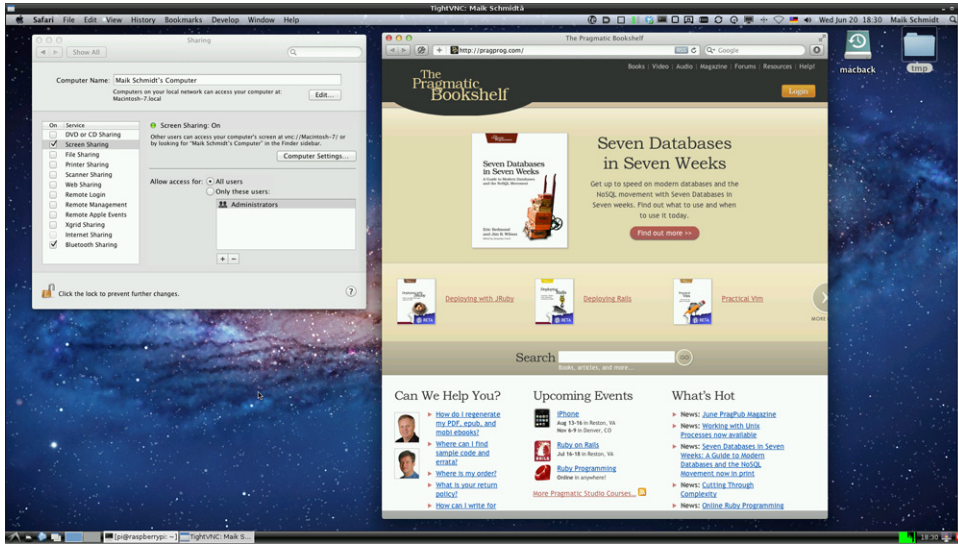 TightVNC: Maik Schmidtâ
Safari File Edit View History Bookmarks Develop Window Help
Wed Jun 20 18:30 Maik Schmidt
Sharing
Show All
Computer Name: Maik Schmidt's Computer
Computers on your local network can access your computer at:
Macintosh-7.local
Edit...
On Service
DVD or CD Sharing
Screen Sharing
File Sharing
Printer Sharing
Scanner Sharing
Web Sharing
Remote Login
Remote Management
Remote Apple Events
Xgrid Sharing
Internet Sharing
Bluetooth Sharing
Screen Sharing: On
Other users can access your computer's screen at vnc://Macintosh-7/ or
by looking for "Maik Schmidt's Computer" in the Finder sidebar.
Computer Settings...
Allow access for: All users
Only these users:
Administrators
+ −
Click the lock to prevent further changes.
?
The Pragmatic Bookshelf
http://pragprog.com/
Google
Books | Video | Audio | Magazine | Forums | Resources | Help!
The
Pragmatic
Bookshelf
Login
Seven Databases
in Seven Weeks
Eric Redmond
and Jim R. Wilson
Seven Databases
in Seven Weeks
Get up to speed on modern databases and the
NoSQL movement with Seven Databases in
Seven weeks. Find out what to use and when
to use it today.
Find out more >>
BETA
Deploying with JRuby
BETA
Deploying Rails
BETA
Practical Vim
MORE
Search
GO
Books, articles, and more...
Can We Help You?
How do I regenerate
my PDF, epub, and
mobi ebooks?
Where can I find
sample code and
errata?
Where is my order?
What is your return
policy?
How can I write for
Upcoming Events
iPhone
Aug 13-16 in Reston, VA
Nov 6-9 in Denver, CO
Ruby on Rails
Jul 16-18 in Reston, VA
Ruby Programming
Online in anywhere!
More Pragmatic Studio Courses...
What's Hot
News: June PragPub Magazine
News: Working with Unix
Processes now available
News: Seven Databases in Seven
Weeks: A Guide to Modern
Databases and the NoSQL
Movement now in print
News: Cutting Through
Complexity
News: Online Ruby Programming
macback
tmp
[pi@raspberrypi: ~]
TightVNC: Maik S...
18:30